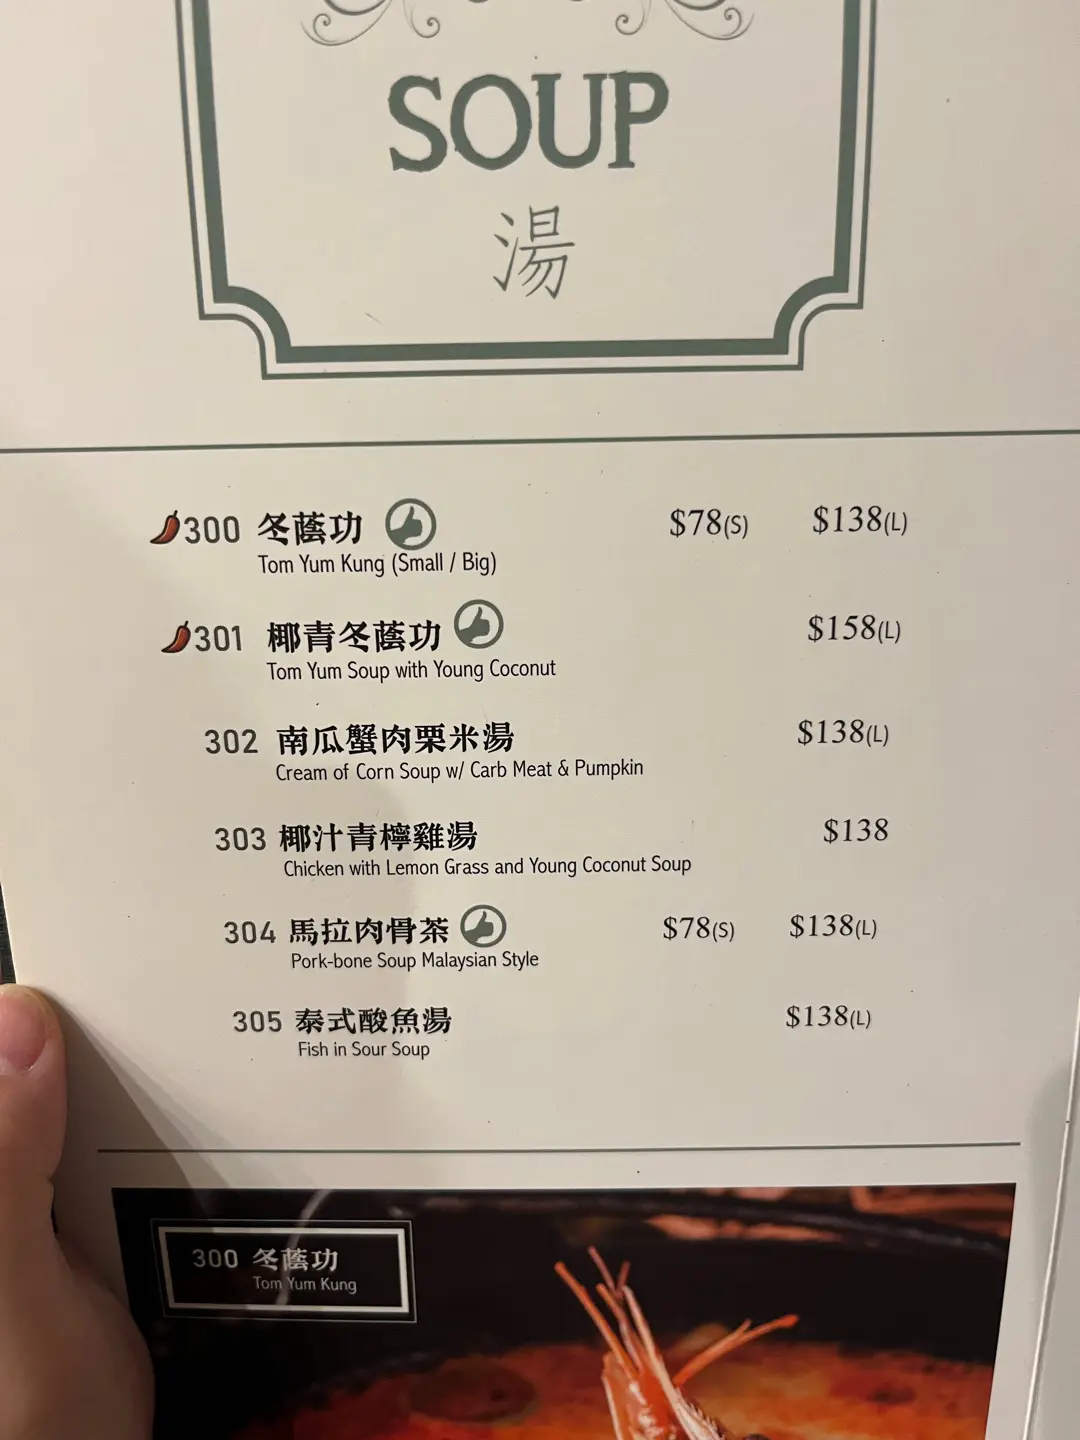 SOUP
湯
300 冬蔭功 $78(S) $138(L)
Tom Yum Kung (Small / Big)
301 椰青冬蔭功 $158(L)
Tom Yum Soup with Young Coconut
302 南瓜蟹肉粟米湯 $138(L)
Cream of Corn Soup w/ Carb Meat & Pumpkin
303 椰汁青檸雞湯 $138
Chicken with Lemon Grass and Young Coconut Soup
304 馬拉肉骨茶 $78(S) $138(L)
Pork-bone Soup Malaysian Style
305 泰式酸魚湯 $138(L)
Fish in Sour Soup
300 冬蔭功
Tom Yum Kung